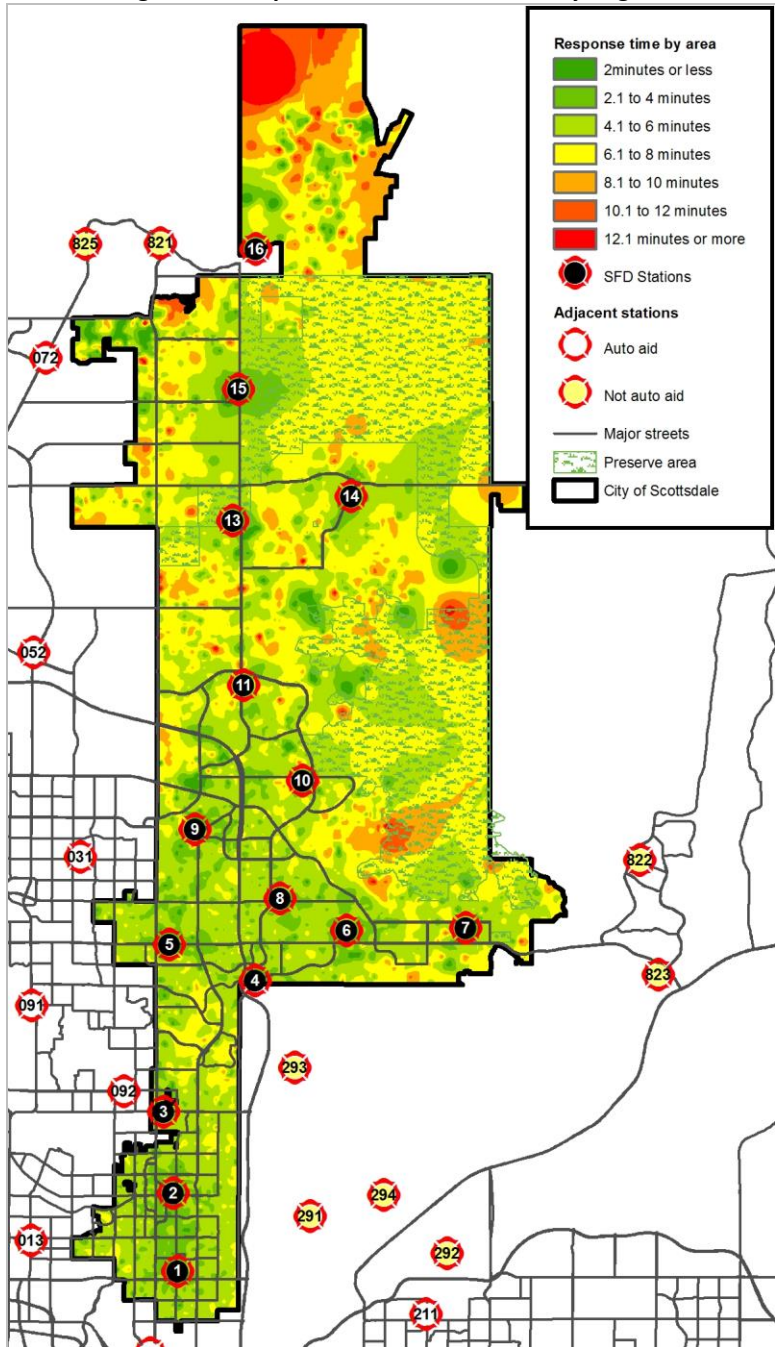 Response time by area
2minutes or less
2.1 to 4 minutes
4.1 to 6 minutes
6.1 to 8 minutes
8.1 to 10 minutes
10.1 to 12 minutes
12.1 minutes or more
SFD Stations
Adjacent stations
Auto aid
Not auto aid
Major streets
Preserve area
City of Scottsdale
825
821
16
072
15
14
13
052
11
10
9
031
822
8
7
6
5
4
823
091
293
092
3
2
294
291
013
292
1
211